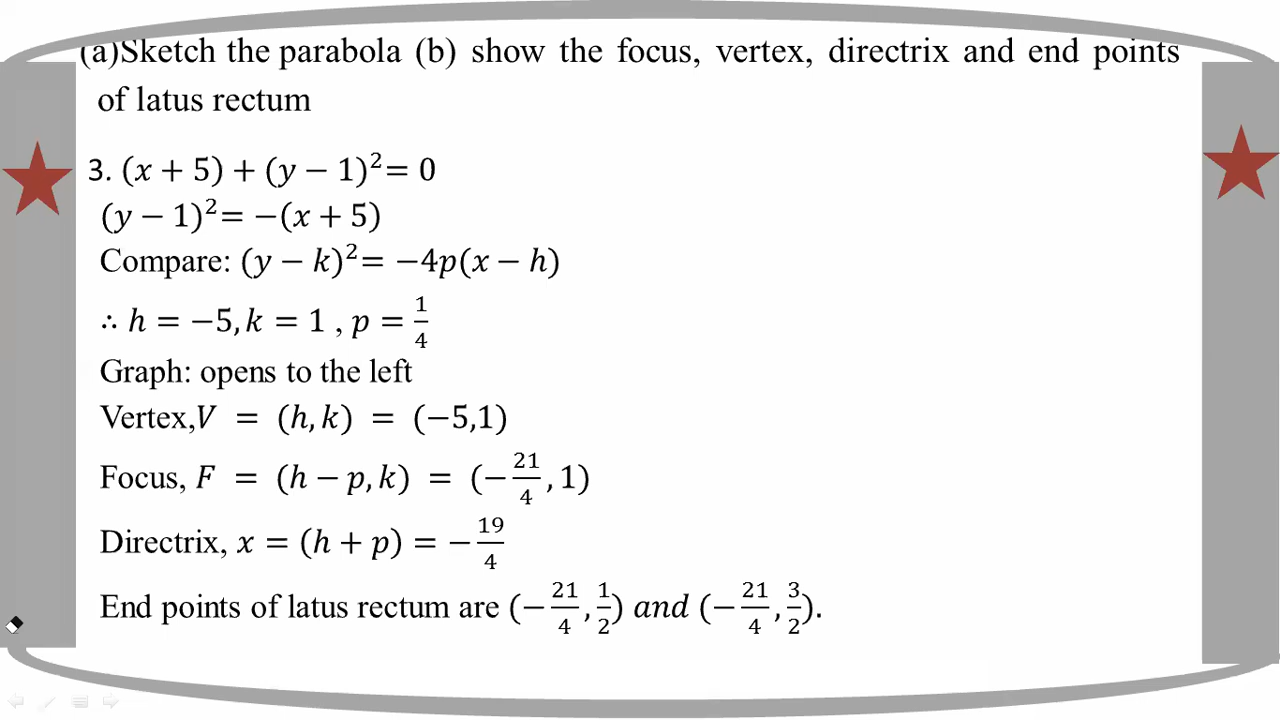 (a)Sketch the parabola (b) show the focus, vertex, directrix and end points
of latus rectum
3. (x + 5) + (y − 1)²= 0
(y − 1)²= −(x + 5)
Compare: (y − k)²= −4p(x − h)
∴ h = −5, k = 1 , p = 1/4
Graph: opens to the left
Vertex,V = (h, k) = (−5,1)
Focus, F = (h − p, k) = (−21/4, 1)
Directrix, x = (h + p) = −19/4
End points of latus rectum are (−21/4, 1/2) and (−21/4, 3/2).